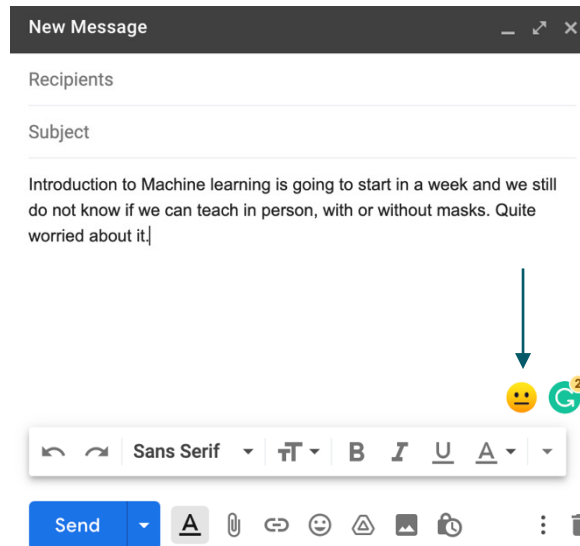 New Message
Recipients
Subject
Introduction to Machine learning is going to start in a week and we still
do not know if we can teach in person, with or without masks. Quite
worried about it.
2
Sans Serif
B I U A
Send A